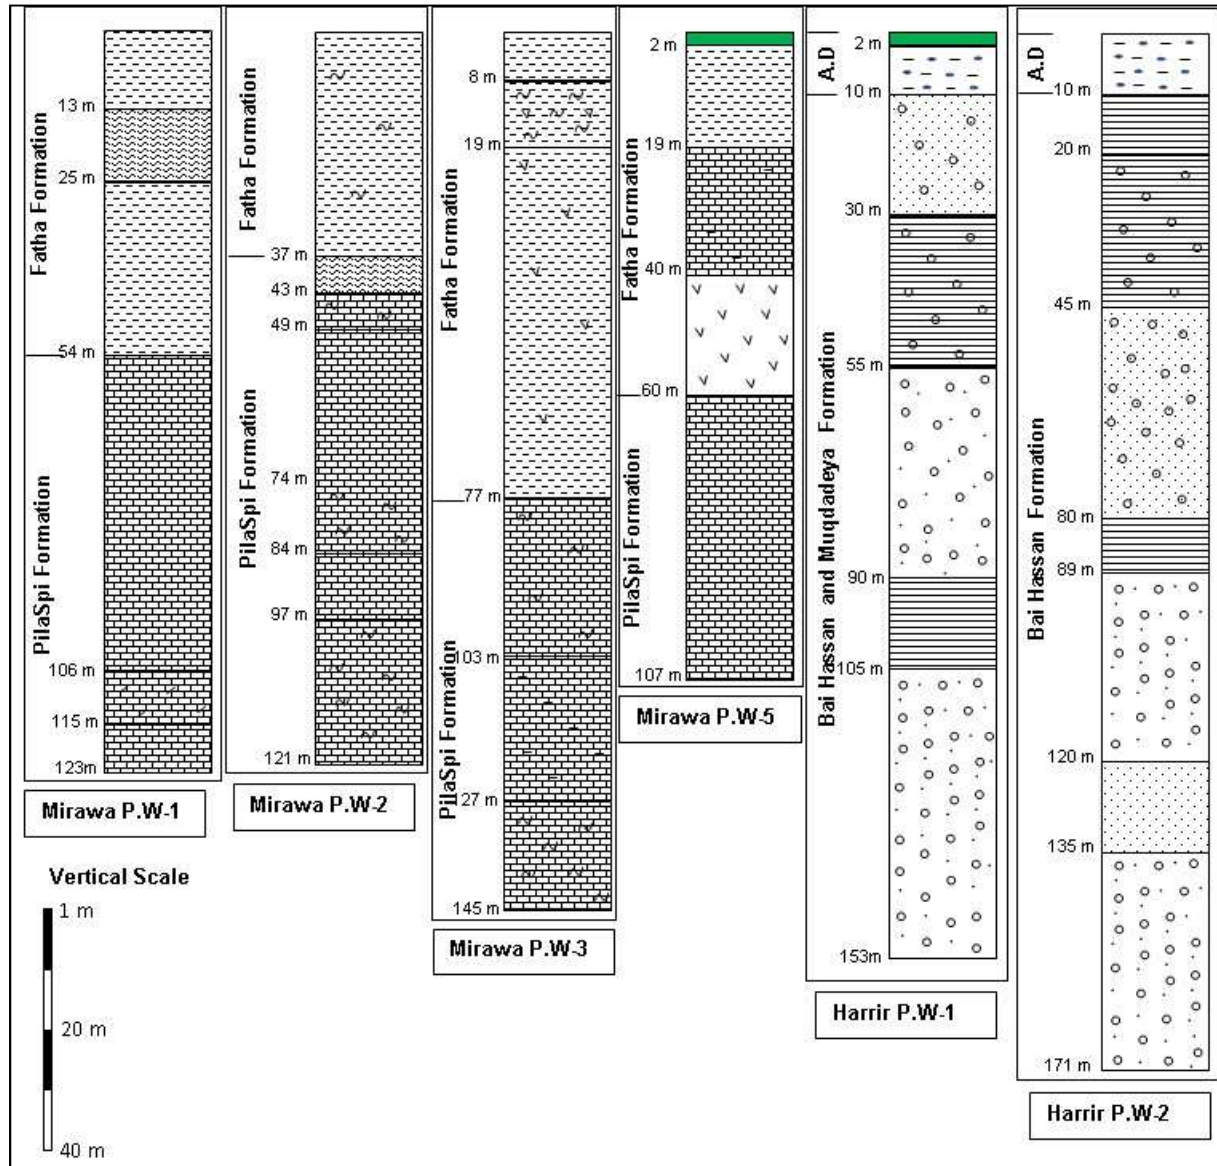 Fatha Formation
PilaSpi Formation
13 m
25 m
54 m
106 m
115 m
123m
Mirawa P.W-1
Fatha Formation
PilaSpi Formation
37 m
43 m
49 m
74 m
84 m
97 m
121 m
Mirawa P.W-2
Fatha Formation
PilaSpi Formation
8 m
19 m
77 m
103 m
127 m
145 m
Mirawa P.W-3
Fatha Formation
PilaSpi Formation
2 m
19 m
40 m
60 m
107 m
Mirawa P.W-5
A.D
Bai Hassan and Muqdadeya Formation
2 m
10 m
30 m
55 m
90 m
105 m
153m
Harrir P.W-1
A.D
Bai Hassan Formation
10 m
20 m
45 m
80 m
89 m
120 m
135 m
171 m
Harrir P.W-2
Vertical Scale
1 m
20 m
40 m